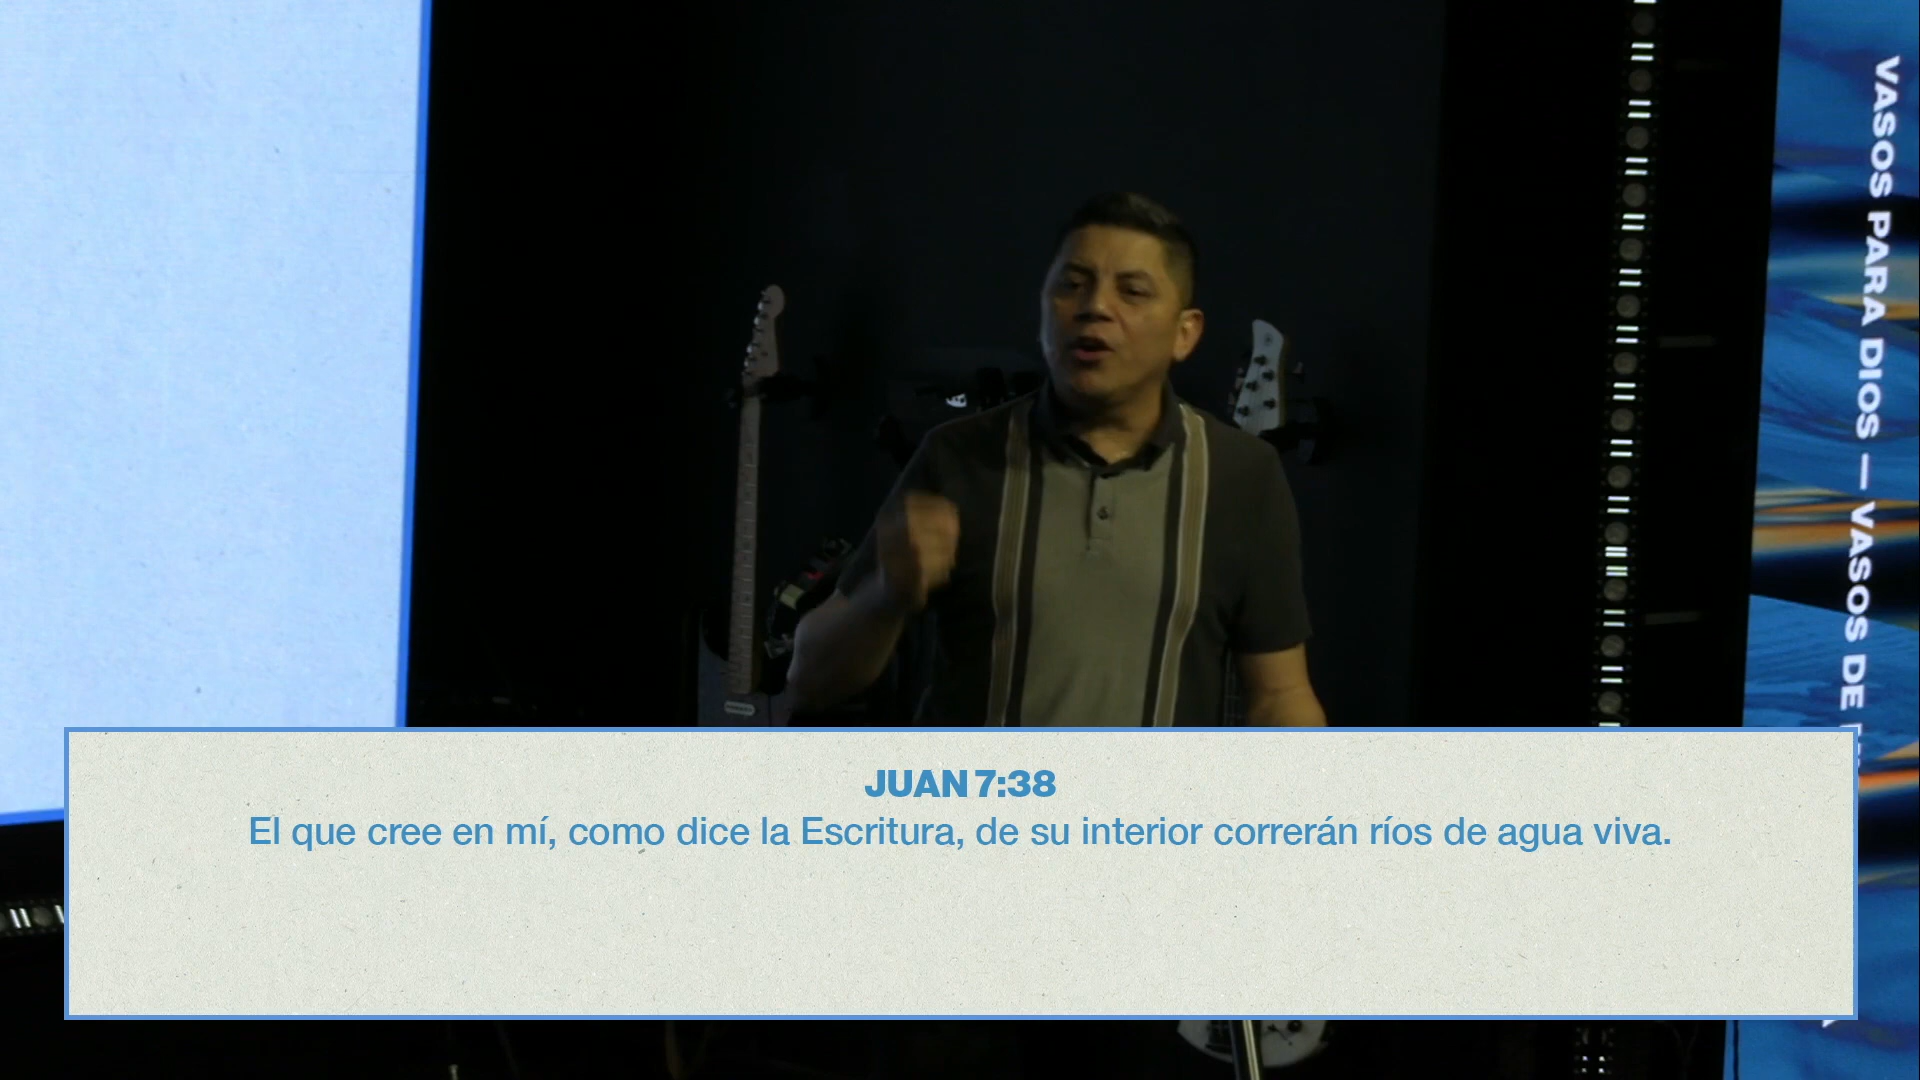 JUAN 7:38
El que cree en mí, como dice la Escritura, de su interior correrán ríos de agua viva.
VASOS PARA DIOS — VASOS DE